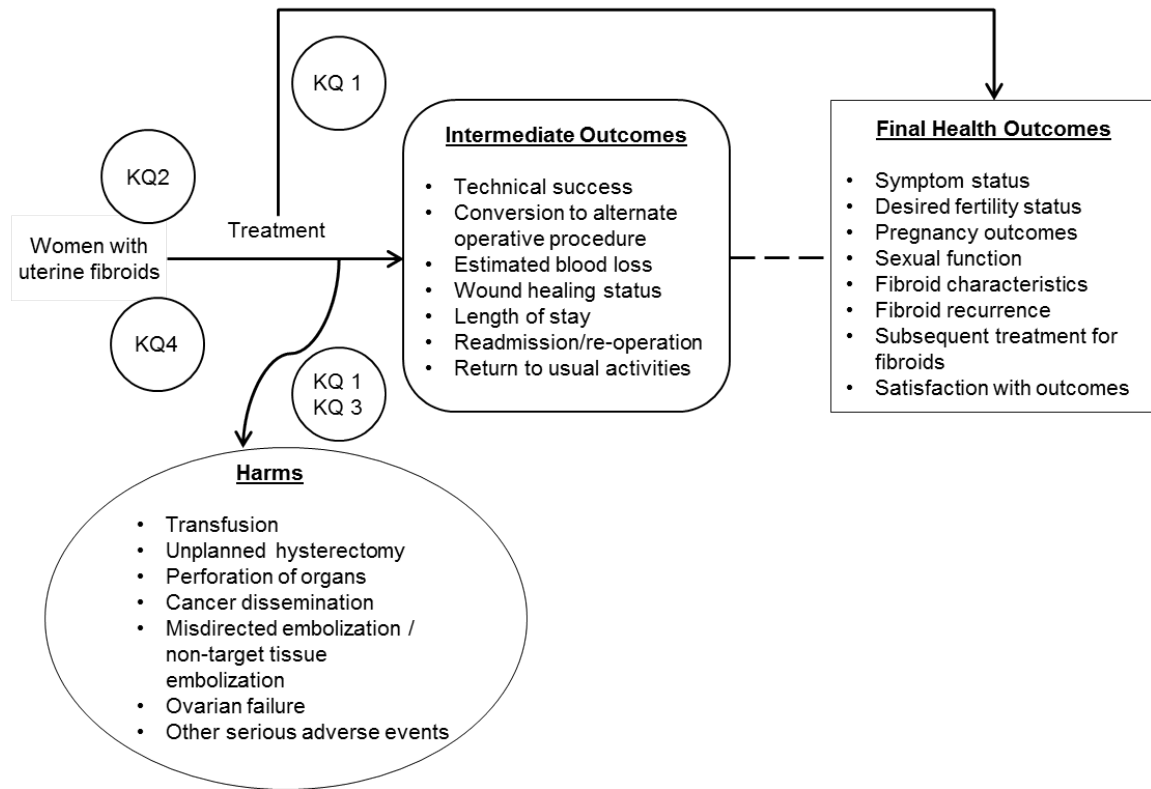 KQ 1
KQ2
Women with
uterine fibroids
KQ4
Treatment
KQ 1
KQ 3
Intermediate Outcomes
• Technical success
• Conversion to alternate
operative procedure
• Estimated blood loss
• Wound healing status
• Length of stay
• Readmission/re-operation
• Return to usual activities
Final Health Outcomes
• Symptom status
• Desired fertility status
• Pregnancy outcomes
• Sexual function
• Fibroid characteristics
• Fibroid recurrence
• Subsequent treatment for
fibroids
• Satisfaction with outcomes
Harms
• Transfusion
• Unplanned hysterectomy
• Perforation of organs
• Cancer dissemination
• Misdirected embolization /
non-target tissue
embolization
• Ovarian failure
• Other serious adverse events